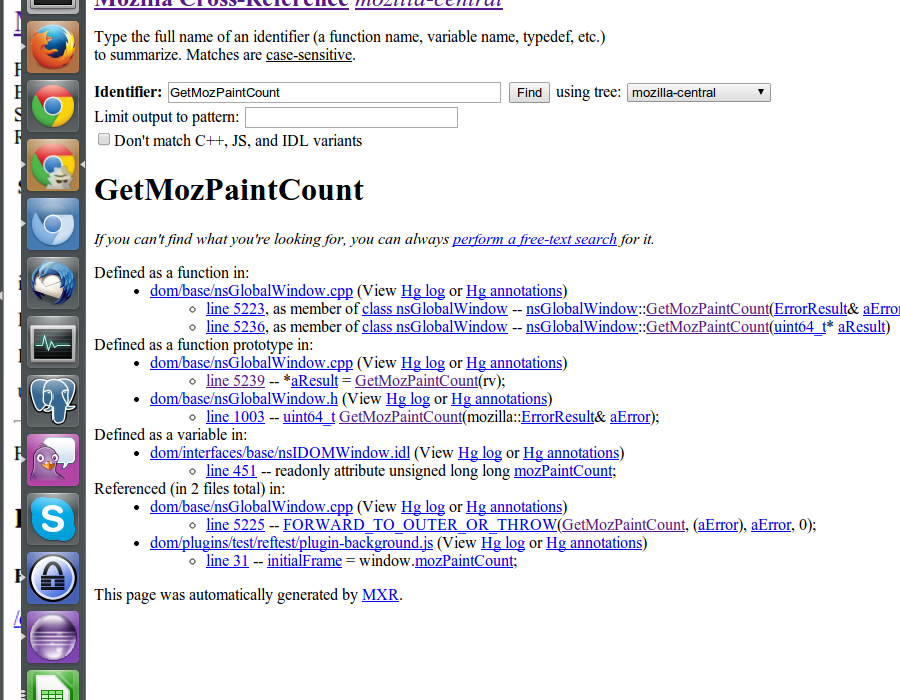 Mozilla Cross-Reference mozilla-central
Type the full name of an identifier (a function name, variable name, typedef, etc.)
to summarize. Matches are case-sensitive.
Identifier: GetMozPaintCount Find using tree: mozilla-central
Limit output to pattern:
Don't match C++, JS, and IDL variants
GetMozPaintCount
If you can't find what you're looking for, you can always perform a free-text search for it.
Defined as a function in:
• dom/base/nsGlobalWindow.cpp (View Hg log or Hg annotations)
◦ line 5223, as member of class nsGlobalWindow -- nsGlobalWindow::GetMozPaintCount(ErrorResult& aError
◦ line 5236, as member of class nsGlobalWindow -- nsGlobalWindow::GetMozPaintCount(uint64_t* aResult)
Defined as a function prototype in:
• dom/base/nsGlobalWindow.cpp (View Hg log or Hg annotations)
◦ line 5239 -- *aResult = GetMozPaintCount(rv);
• dom/base/nsGlobalWindow.h (View Hg log or Hg annotations)
◦ line 1003 -- uint64_t GetMozPaintCount(mozilla::ErrorResult& aError);
Defined as a variable in:
• dom/interfaces/base/nsIDOMWindow.idl (View Hg log or Hg annotations)
◦ line 451 -- readonly attribute unsigned long long mozPaintCount;
Referenced (in 2 files total) in:
• dom/base/nsGlobalWindow.cpp (View Hg log or Hg annotations)
◦ line 5225 -- FORWARD_TO_OUTER_OR_THROW(GetMozPaintCount, (aError), aError, 0);
• dom/plugins/test/reftest/plugin-background.js (View Hg log or Hg annotations)
◦ line 31 -- initialFrame = window.mozPaintCount;
This page was automatically generated by MXR.